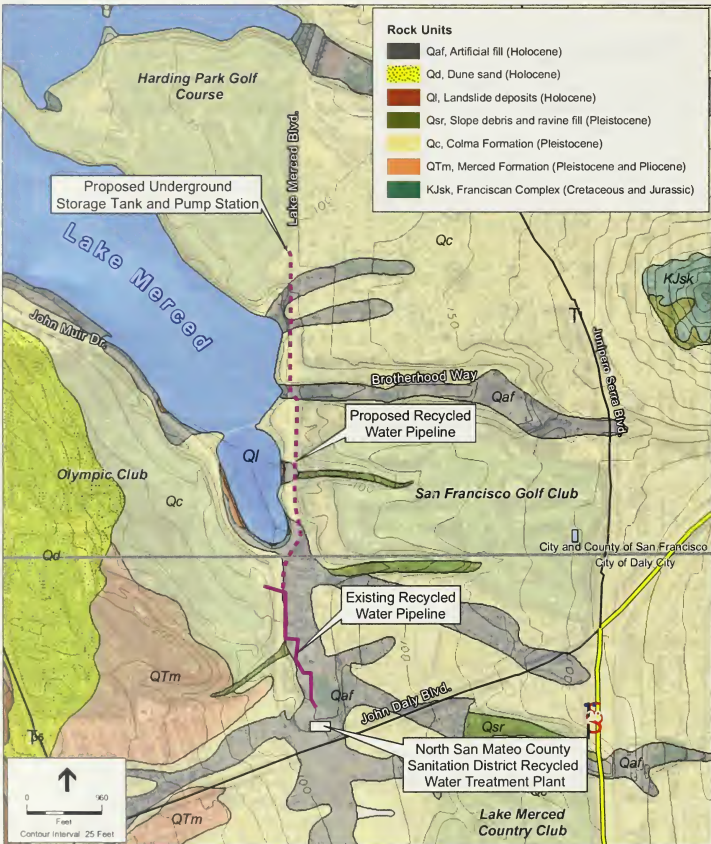 Rock Units
Qaf, Artificial fill (Holocene)
Qd, Dune sand (Holocene)
Ql, Landslide deposits (Holocene)
Qsr, Slope debris and ravine fill (Pleistocene)
Qc, Colma Formation (Pleistocene)
QTm, Merced Formation (Pleistocene and Pliocene)
KJsk, Franciscan Complex (Cretaceous and Jurassic)
Harding Park Golf
Course
Lake Merced Blvd.
Proposed Underground
Storage Tank and Pump Station
Lake Merced
Qc
150
KJsk
John Muir Dr.
Junipero Serra Blvd.
Brotherhood Way
Qaf
Proposed Recycled
Water Pipeline
Ql
Olympic Club
Qc
100
San Francisco Golf Club
Qd
City and County of San Francisco
City of Daly City
Existing Recycled
Water Pipeline
100
QTm
Qaf
John Daly Blvd.
Qsr
North San Mateo County
Sanitation District Recycled
Water Treatment Plant
Qaf
Qc
0 960
Feet
Contour Interval 25 Feet
QTm
Lake Merced
Country Club